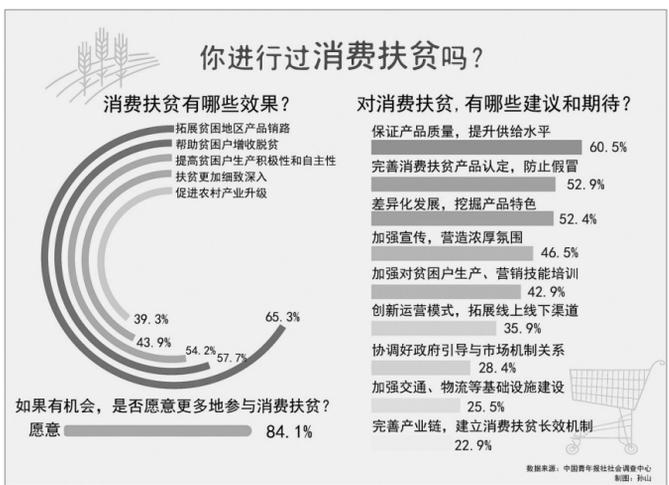 你进行过消费扶贫吗？
消费扶贫有哪些效果？
拓展贫困地区产品销路
帮助贫困户增收脱贫
提高贫困户生产积极性和自主性
扶贫更加细致深入
促进农村产业升级
39.3%
43.9%
54.2%
57.7%
65.3%
如果有机会，是否愿意更多地参与消费扶贫？
愿意
84.1%
对消费扶贫，有哪些建议和期待？
保证产品质量，提升供给水平
60.5%
完善消费扶贫产品认定，防止假冒
52.9%
差异化发展，挖掘产品特色
52.4%
加强宣传，营造浓厚氛围
46.5%
加强对贫困户生产、营销技能培训
42.9%
创新运营模式，拓展线上线下渠道
35.9%
协调好政府引导与市场机制关系
28.4%
加强交通、物流等基础设施建设
25.5%
完善产业链，建立消费扶贫长效机制
22.9%
数据来源：中国青年报社社会调查中心
制图：孙山